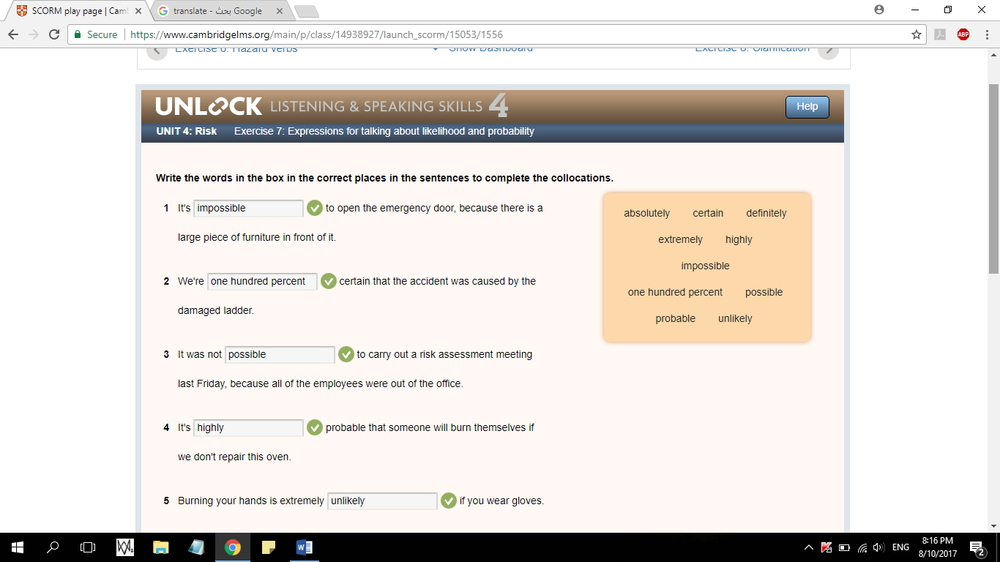 SCORM play page | Cam
translate - بحث Google
Secure | https://www.cambridgelms.org/main/p/class/14938927/launch_scorm/15053/1556
ABP
Exercise 6: Hazard verbs
Show Dashboard
Exercise 8: Clarification
UNLOCK LISTENING & SPEAKING SKILLS 4
Help
UNIT 4: Risk Exercise 7: Expressions for talking about likelihood and probability
Write the words in the box in the correct places in the sentences to complete the collocations.
1 It's impossible to open the emergency door, because there is a
large piece of furniture in front of it.
2 We're one hundred percent certain that the accident was caused by the
damaged ladder.
3 It was not possible to carry out a risk assessment meeting
last Friday, because all of the employees were out of the office.
4 It's highly probable that someone will burn themselves if
we don't repair this oven.
5 Burning your hands is extremely unlikely if you wear gloves.
absolutely certain definitely
extremely highly
impossible
one hundred percent possible
probable unlikely
ENG
8:16 PM
8/10/2017
2